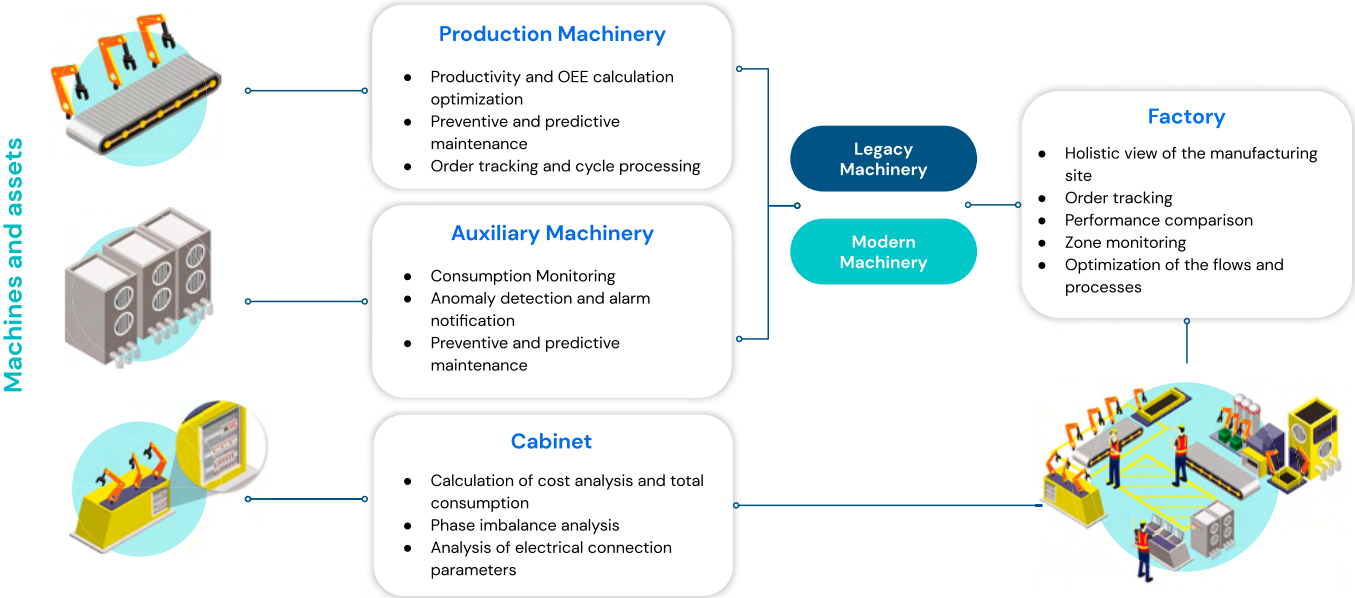 Machines and assets
Production Machinery
● Productivity and OEE calculation
optimization
● Preventive and predictive
maintenance
● Order tracking and cycle processing
Auxiliary Machinery
● Consumption Monitoring
● Anomaly detection and alarm
notification
● Preventive and predictive
maintenance
Cabinet
● Calculation of cost analysis and total
consumption
● Phase imbalance analysis
● Analysis of electrical connection
parameters
Legacy
Machinery
Modern
Machinery
Factory
● Holistic view of the manufacturing
site
● Order tracking
● Performance comparison
● Zone monitoring
● Optimization of the flows and
processes